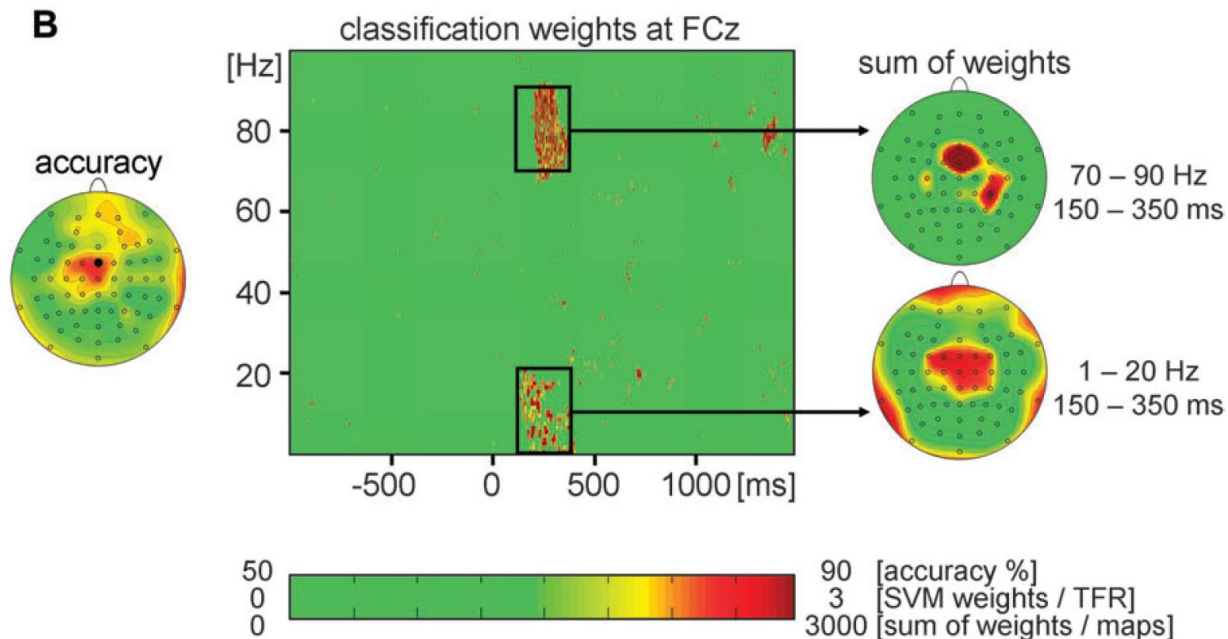 B
classification weights at FCz
[Hz]
80
60
40
20
-500 0 500 1000 [ms]
accuracy
sum of weights
70 – 90 Hz
150 – 350 ms
1 – 20 Hz
150 – 350 ms
50 90 [accuracy %]
0 3 [SVM weights / TFR]
0 3000 [sum of weights / maps]